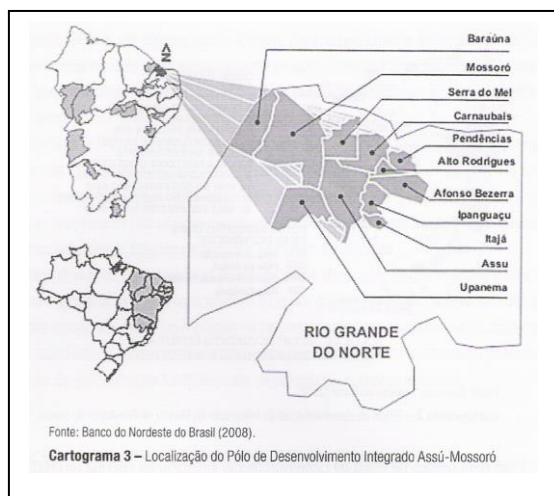 Baraúna
Mossoró
Serra do Mel
Carnaubais
Pendências
Alto Rodrigues
Afonso Bezerra
Ipanguaçu
Itajá
Assu
Upanema
N
RIO GRANDE
DO NORTE
Fonte: Banco do Nordeste do Brasil (2008).
Cartograma 3 – Localização do Pólo de Desenvolvimento Integrado Assú-Mossoró